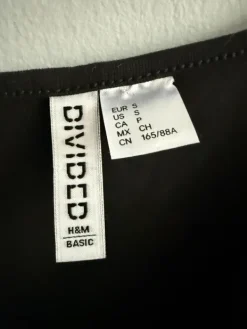 DIVIDED
H&M
BASIC
EUR S
US S
CA P
MX CH
CN 165/88A